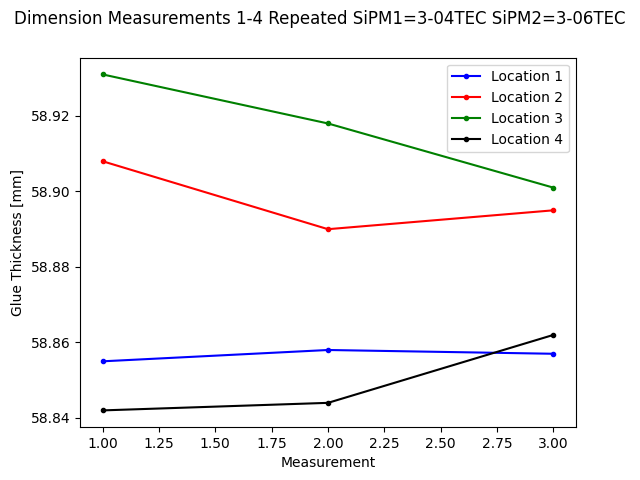 Dimension Measurements 1-4 Repeated SiPM1=3-04TEC SiPM2=3-06TEC
Location 1
Location 2
Location 3
Location 4
Glue Thickness [mm]
58.92
58.90
58.88
58.86
58.84
1.00 1.25 1.50 1.75 2.00 2.25 2.50 2.75 3.00
Measurement